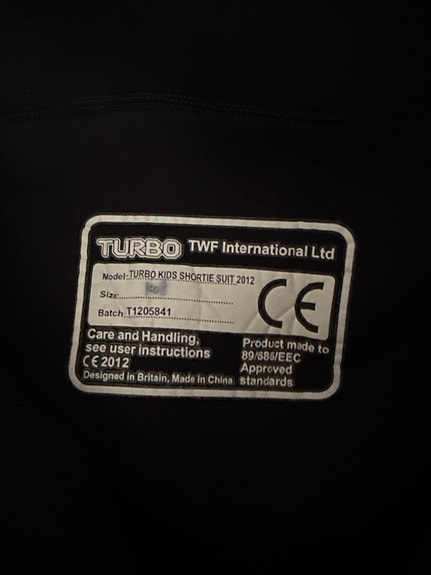 TURBO TWF International Ltd
Model: TURBO KIDS SHORTIE SUIT 2012
Size
Batch T1205841
CE
Care and Handling,
see user instructions
CE 2012
Designed in Britain, Made in China
Product made to
89/686/EEC
Approved
standards